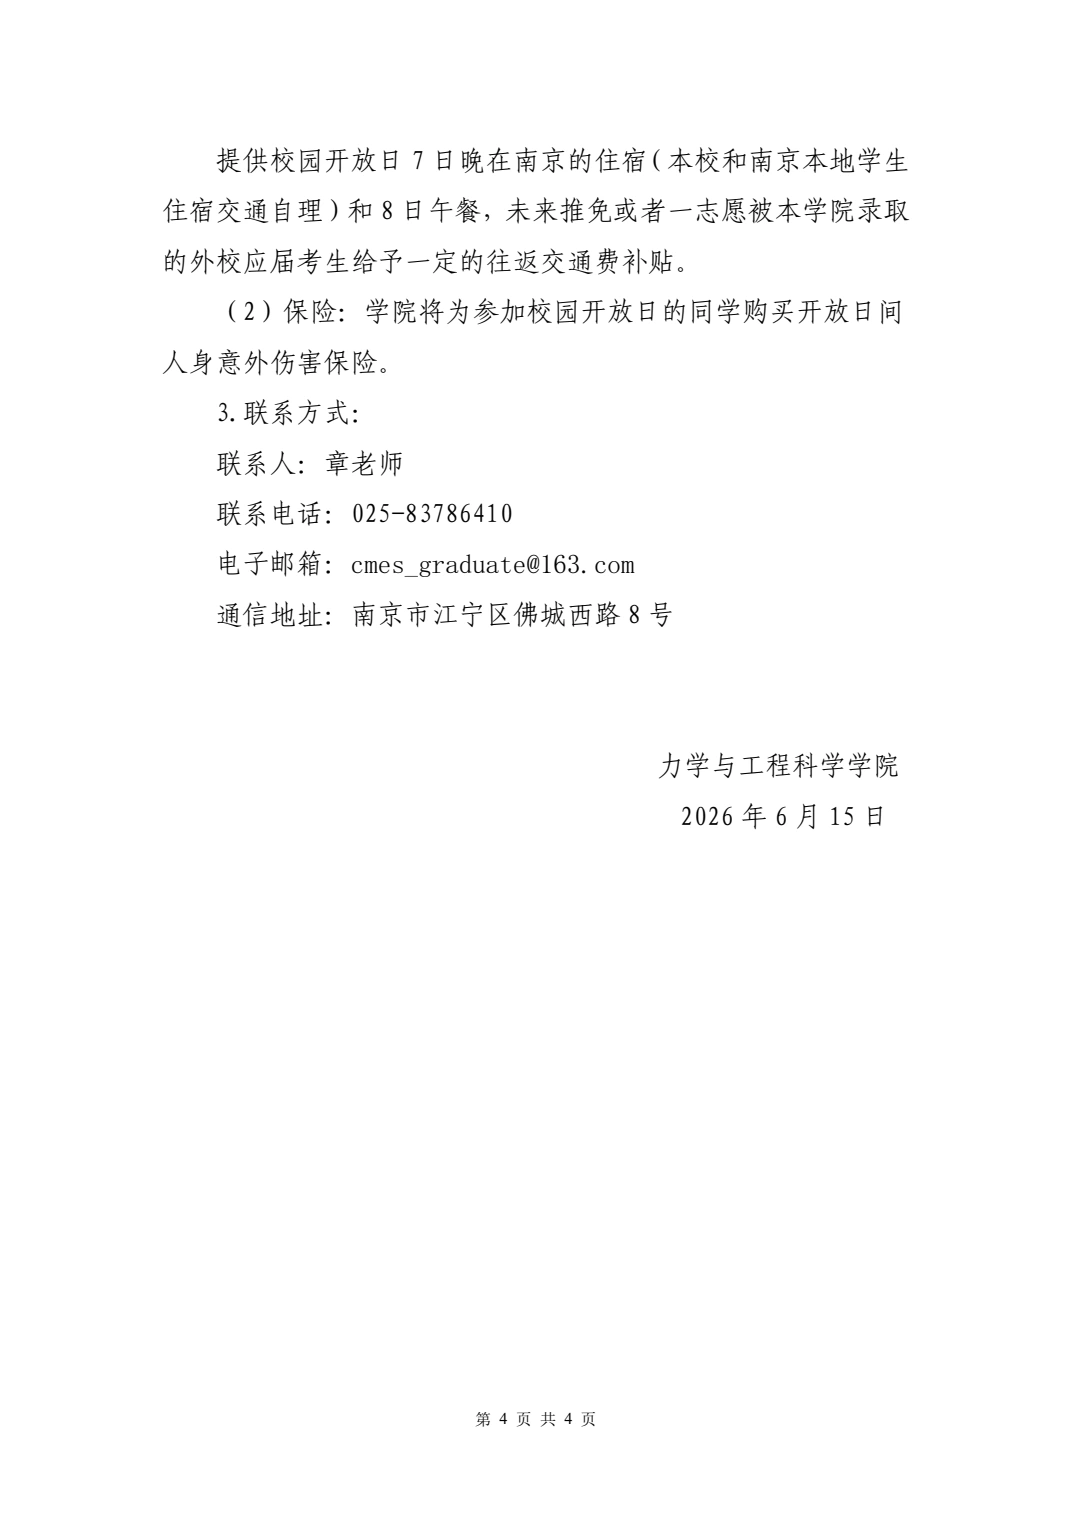 提供校园开放日 7 日晚在南京的住宿(本校和南京本地学生
住宿交通自理)和 8 日午餐，未来推免或者一志愿被本学院录取
的外校应届考生给予一定的往返交通费补贴。
（2）保险：学院将为参加校园开放日的同学购买开放日间
人身意外伤害保险。
3.联系方式：
联系人：章老师
联系电话：025-83786410
电子邮箱：cmes_graduate@163.com
通信地址：南京市江宁区佛城西路 8 号
力学与工程科学学院
2026 年 6 月 15 日
第 4 页 共 4 页